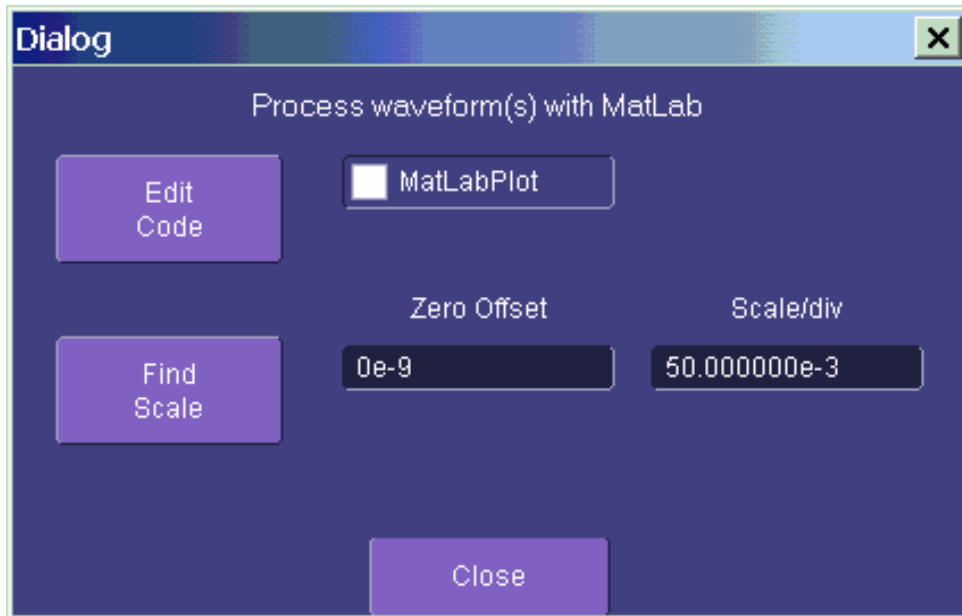 Dialog
Process waveform(s) with MatLab
Edit
Code
MatLabPlot
Zero Offset
Scale/div
Find
Scale
0e-9
50.000000e-3
Close